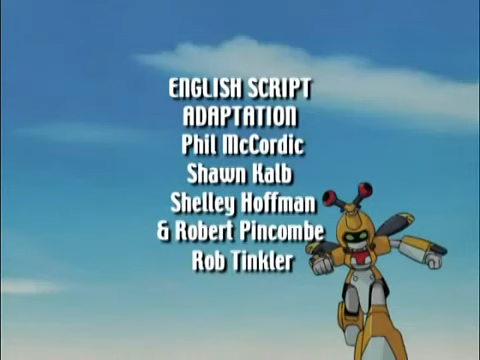 ENGLISH SCRIPT
ADAPTATION
Phil McCordic
Shawn Kalb
Shelley Hoffman
& Robert Pincombe
Rob Tinkler